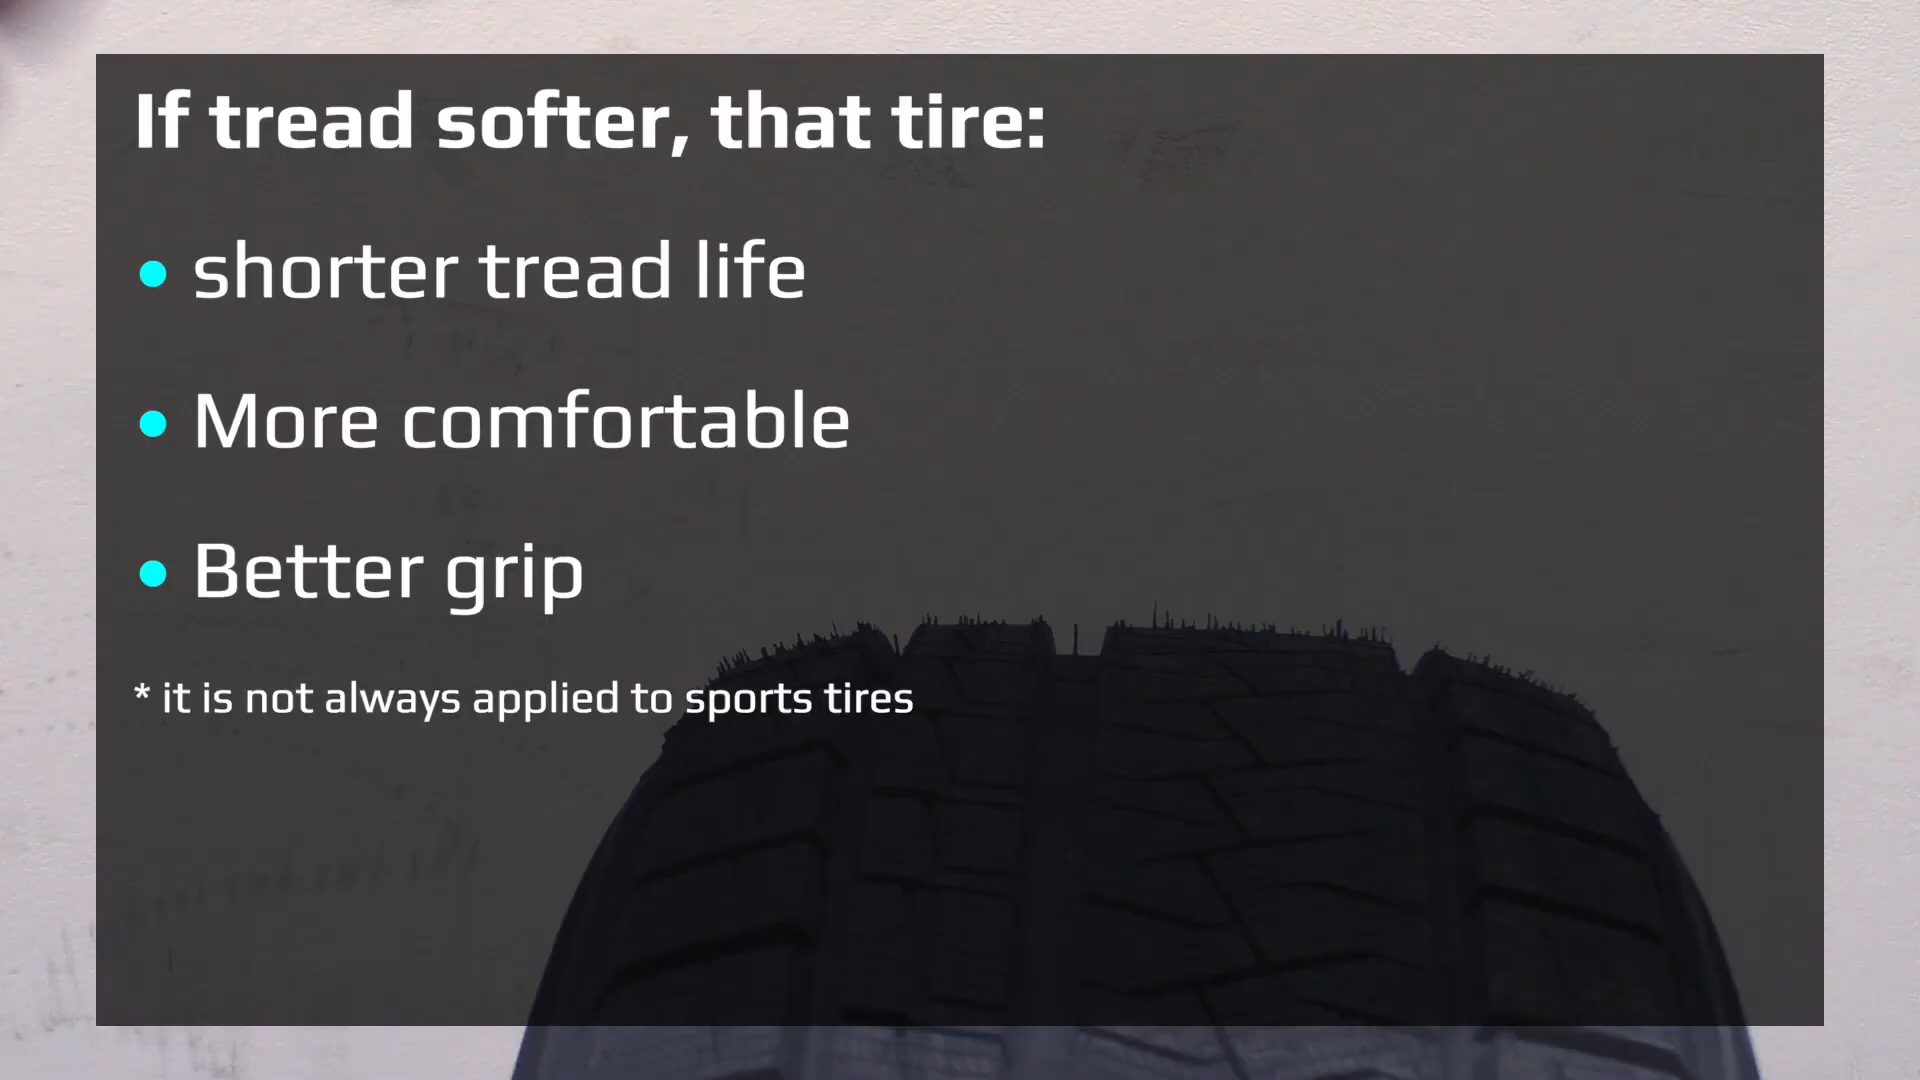 If tread softer, that tire:
• shorter tread life
• More comfortable
• Better grip
* it is not always applied to sports tires